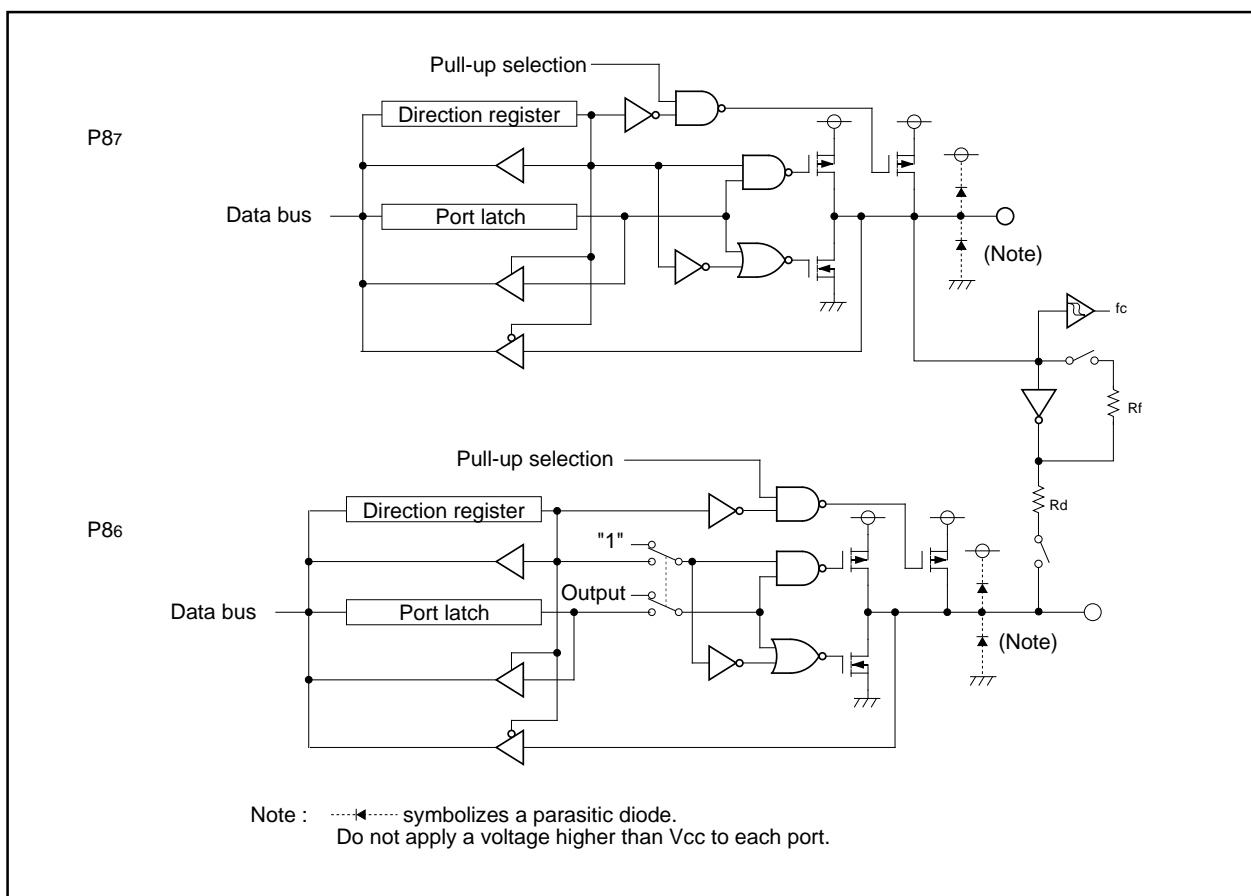 Pull-up selection
Direction register
P87
Data bus
Port latch
(Note)
fc
Rf
Pull-up selection
Rd
Direction register
P86
"1"
Output
Data bus
Port latch
(Note)
Note : symbolizes a parasitic diode.
Do not apply a voltage higher than Vcc to each port.